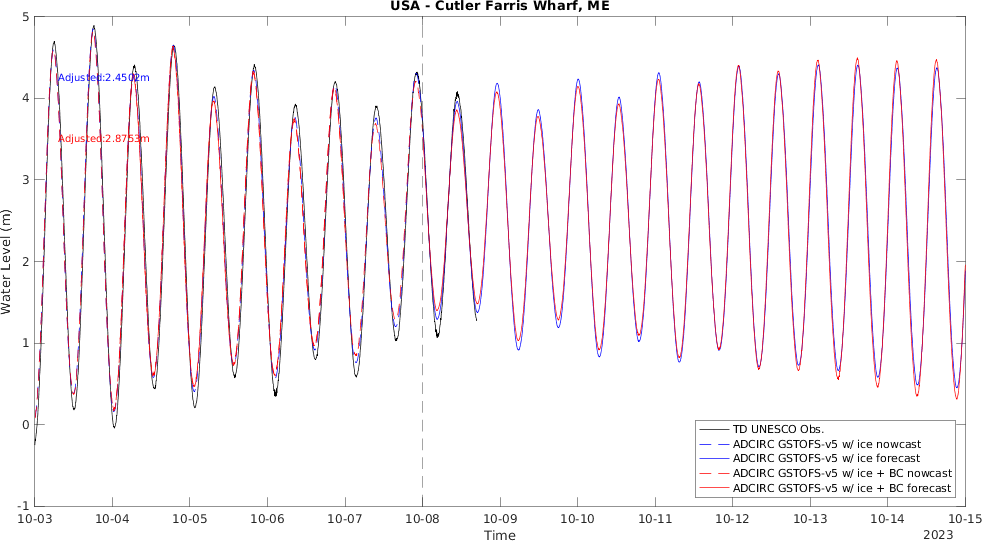 USA - Cutler Farris Wharf, ME
5
4
3
2
1
0
-1
Water Level (m)
Adjusted:2.4502m
Adjusted:2.8753m
TD UNESCO Obs.
ADCIRC GSTOFS-v5 w/ ice nowcast
ADCIRC GSTOFS-v5 w/ ice forecast
ADCIRC GSTOFS-v5 w/ ice + BC nowcast
ADCIRC GSTOFS-v5 w/ ice + BC forecast
10-03 10-04 10-05 10-06 10-07 10-08 10-09 10-10 10-11 10-12 10-13 10-14 10-15
Time
2023